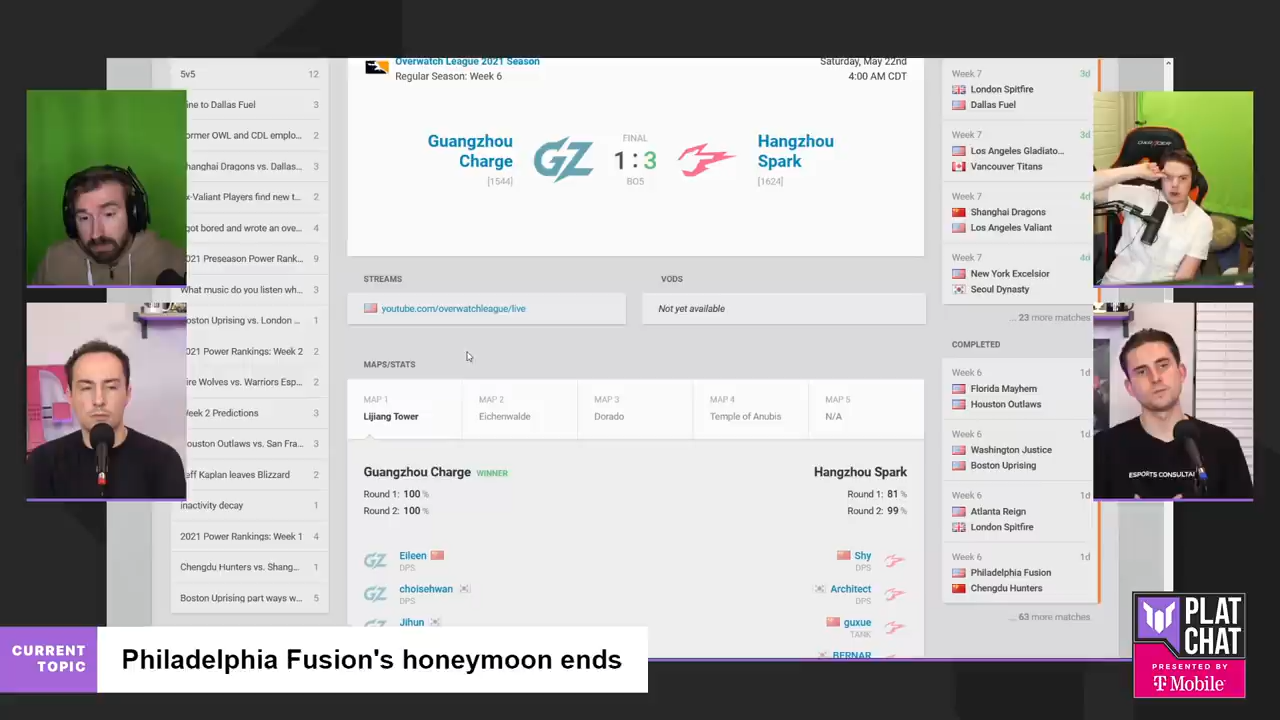 5v5 12
ine to Dallas Fuel 3
ormer OWL and CDL emplo... 2
hanghai Dragons vs. Dallas... 3
x-Valiant Players find new t... 2
got bored and wrote an ove... 4
021 Preseason Power Rank... 9
What music do you listen wh... 3
oston Uprising vs. London ... 1
021 Power Rankings: Week 2 2
ire Wolves vs. Warriors Esp... 2
Week 2 Predictions 3
ouston Outlaws vs. San Fra... 3
eff Kaplan leaves Blizzard 2
inactivity decay 1
2021 Power Rankings: Week 1 4
Chengdu Hunters vs. Shang... 1
Boston Uprising part ways w... 5
Overwatch League 2021 Season
Regular Season: Week 6
Saturday, May 22nd
4:00 AM CDT
Guangzhou
Charge
[1544]
GZ
FINAL
1 : 3
BO5
Hangzhou
Spark
[1624]
STREAMS
youtube.com/overwatchleague/live
VODS
Not yet available
MAPS/STATS
MAP 1
Lijiang Tower
MAP 2
Eichenwalde
MAP 3
Dorado
MAP 4
Temple of Anubis
MAP 5
N/A
Guangzhou Charge WINNER
Round 1: 100 %
Round 2: 100 %
Hangzhou Spark
Round 1: 81 %
Round 2: 99 %
GZ
Eileen
DPS
GZ
choisehwan
DPS
GZ
Jihun
Shy
DPS
Architect
DPS
guxue
TANK
BERNAR
Week 7 3d
London Spitfire
Dallas Fuel
Week 7 3d
Los Angeles Gladiato...
Vancouver Titans
Week 7 4d
Shanghai Dragons
Los Angeles Valiant
Week 7 4d
New York Excelsior
Seoul Dynasty
... 23 more matches
COMPLETED
Week 6 1d
Florida Mayhem
Houston Outlaws
Week 6 1d
Washington Justice
Boston Uprising
Week 6 1d
Atlanta Reign
London Spitfire
Week 6 1d
Philadelphia Fusion
Chengdu Hunters
... 63 more matches
ESPORTS CONSULTA
CURRENT
TOPIC
Philadelphia Fusion's honeymoon ends
PLAT
CHAT
PRESENTED BY
T Mobile